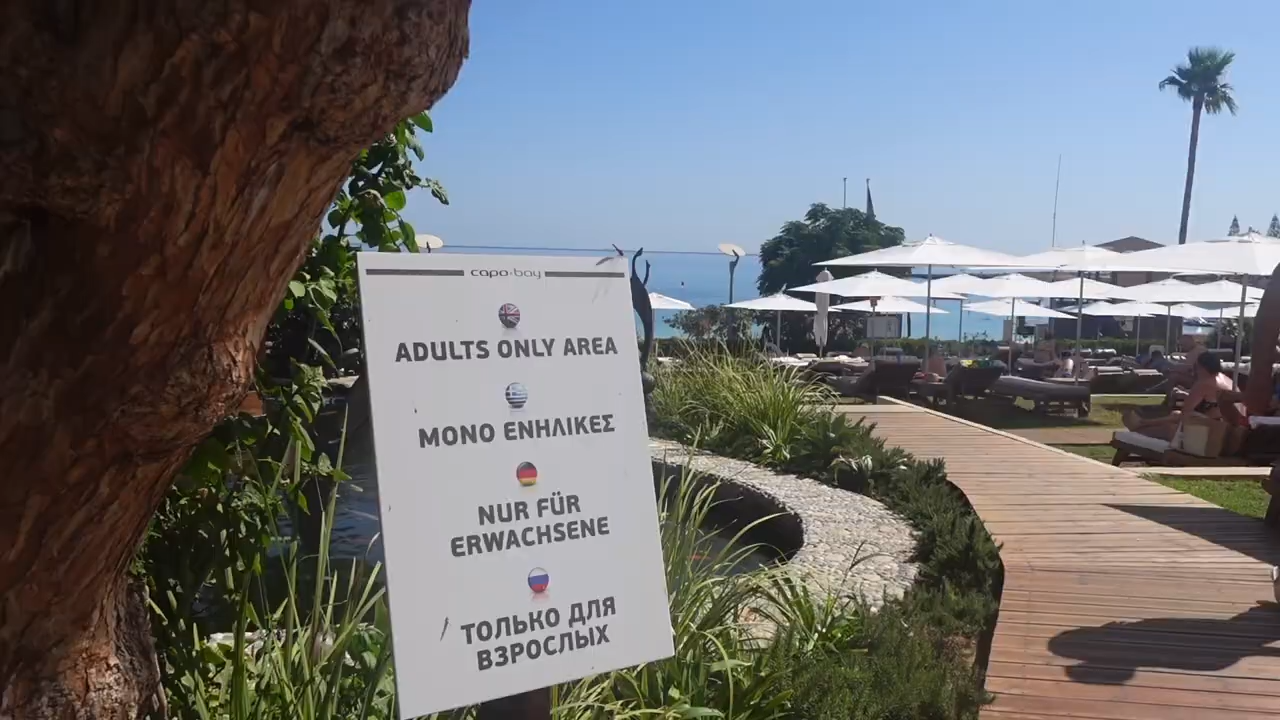 capo·bay
ADULTS ONLY AREA
ΜΟΝΟ ΕΝΗΛΙΚΕΣ
NUR FÜR
ERWACHSENE
ТОЛЬКО ДЛЯ
ВЗРОСЛЫХ